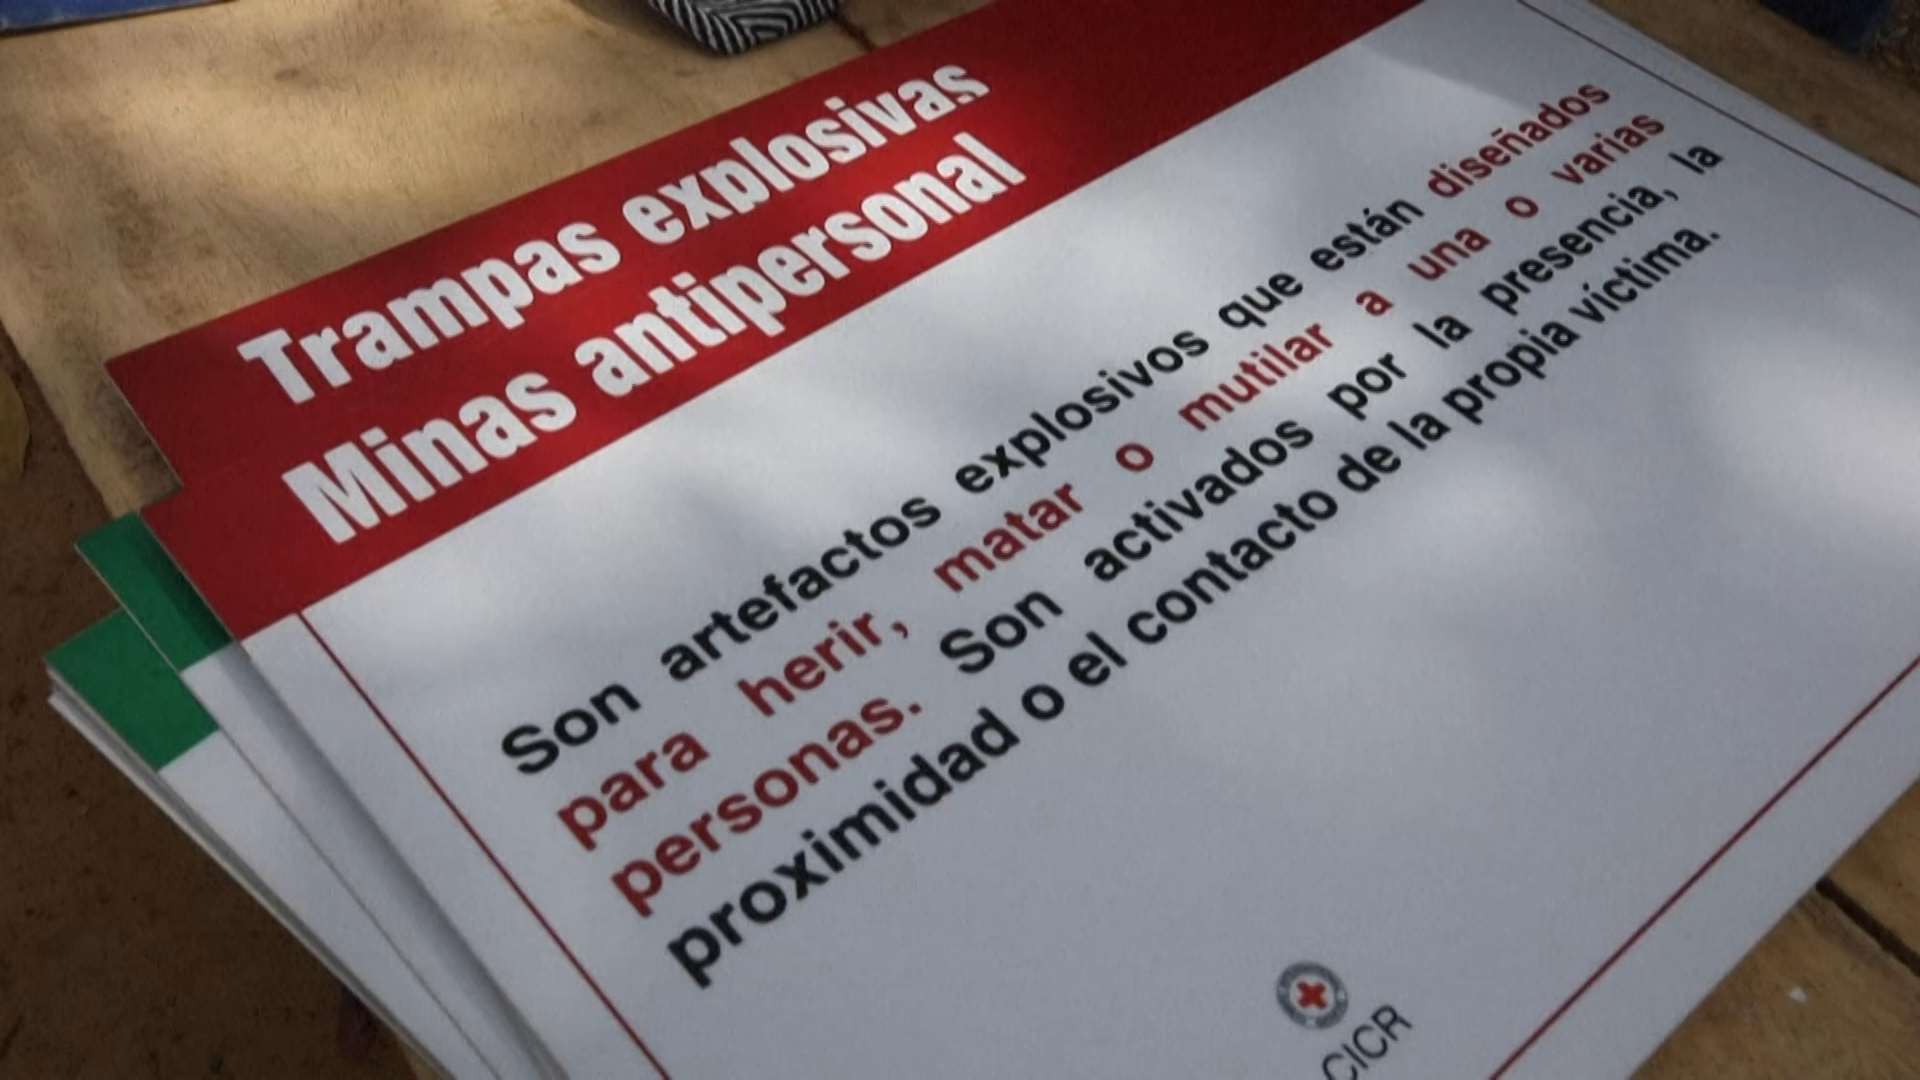 Trampas explosivas
Minas antipersonal
Son artefactos explosivos que están diseñados
para herir, matar o mutilar a una o varias
personas. Son activados por la presencia, la
proximidad o el contacto de la propia víctima.
CICR